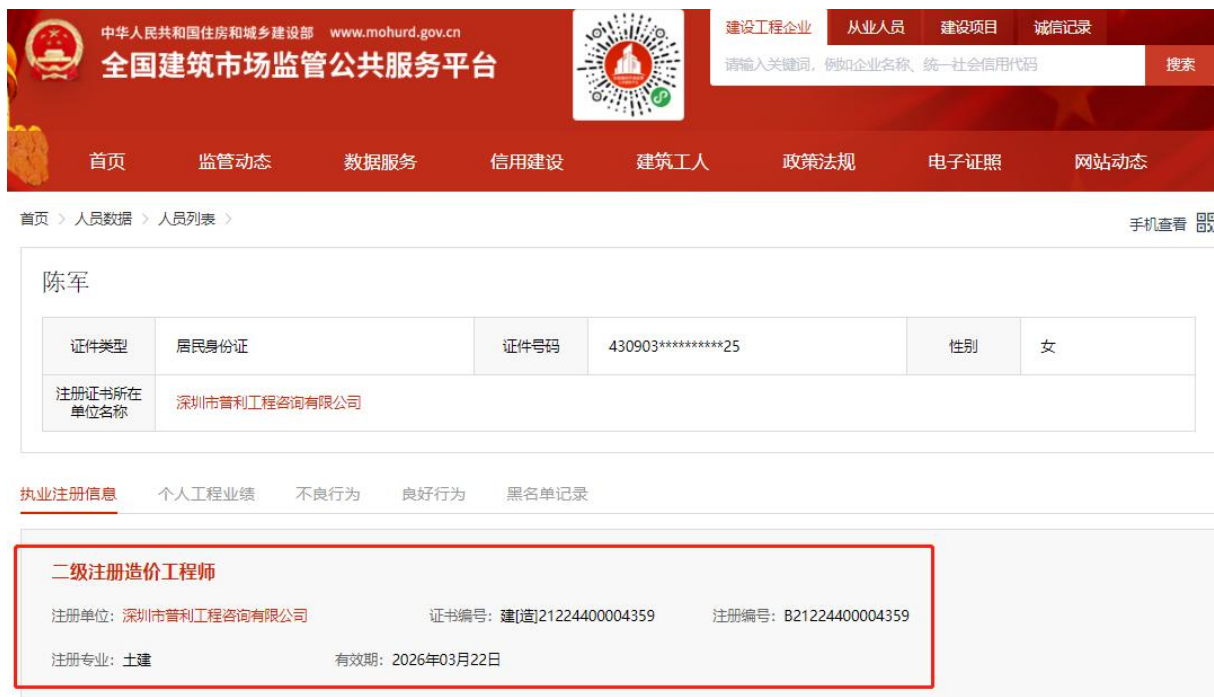 中华人民共和国住房和城乡建设部 www.mohurd.gov.cn
全国建筑市场监管公共服务平台
建设工程企业 从业人员 建设项目 诚信记录
请输入关键词，例如企业名称、统一社会信用代码 搜索
首页 监管动态 数据服务 信用建设 建筑工人 政策法规 电子证照 网站动态
首页 > 人员数据 > 人员列表 >
手机查看
陈军
证件类型 居民身份证 证件号码 430903**********25 性别 女
注册证书所在
单位名称
深圳市普利工程咨询有限公司
执业注册信息 个人工程业绩 不良行为 良好行为 黑名单记录
二级注册造价工程师
注册单位：深圳市普利工程咨询有限公司 证书编号：建[造]21224400004359 注册编号：B21224400004359
注册专业：土建 有效期：2026年03月22日